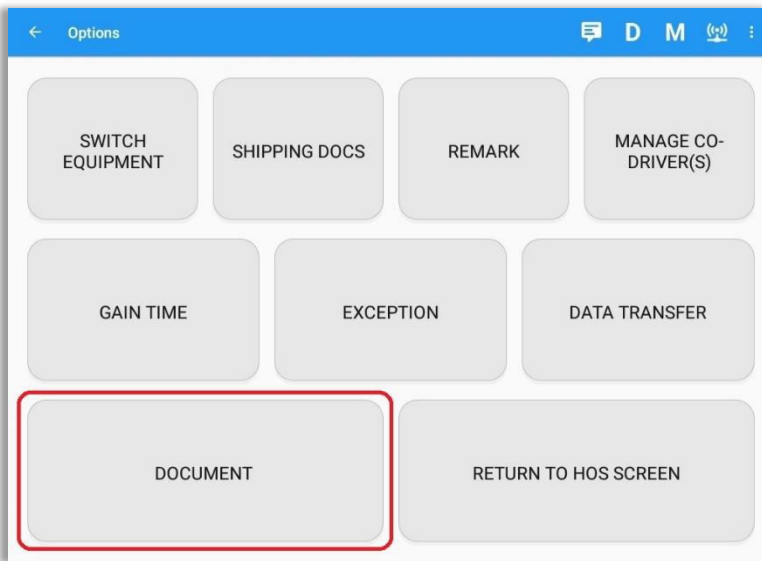 Options
D M
SWITCH
EQUIPMENT
SHIPPING DOCS
REMARK
MANAGE CO-
DRIVER(S)
GAIN TIME
EXCEPTION
DATA TRANSFER
DOCUMENT
RETURN TO HOS SCREEN